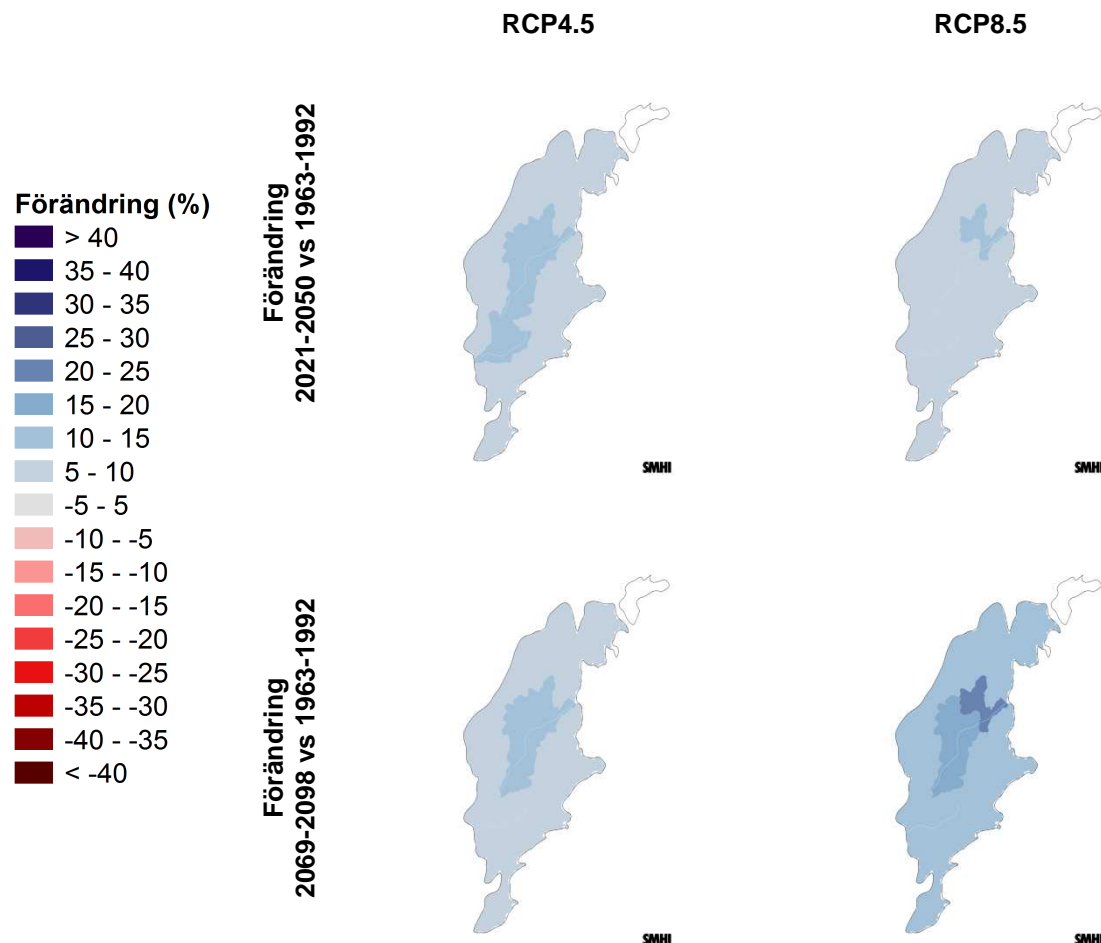 RCP4.5
RCP8.5
Förändring (%)
> 40
35 - 40
30 - 35
25 - 30
20 - 25
15 - 20
10 - 15
5 - 10
-5 - 5
-10 - -5
-15 - -10
-20 - -15
-25 - -20
-30 - -25
-35 - -30
-40 - -35
< -40
Förändring
2021-2050 vs 1963-1992
SMHI
SMHI
Förändring
2069-2098 vs 1963-1992
SMHI
SMHI